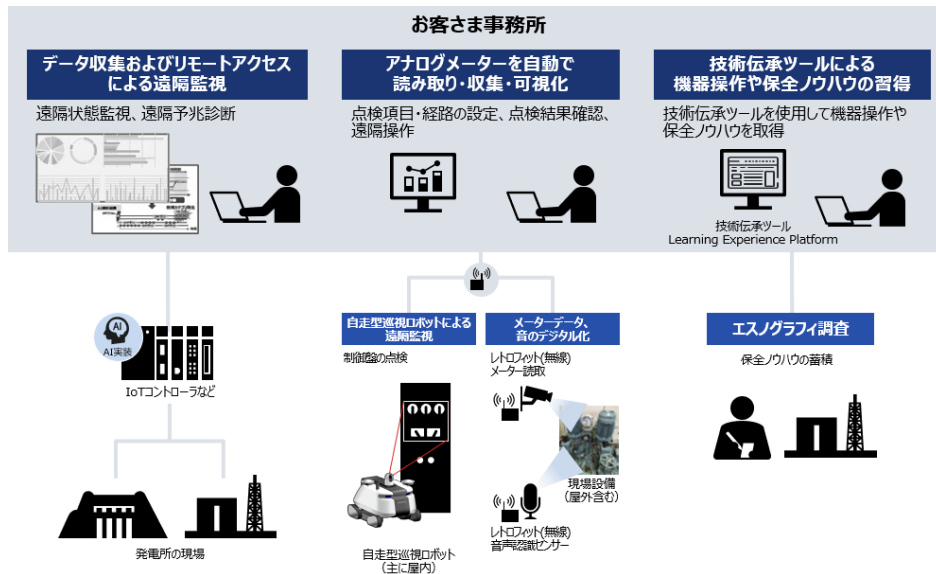 お客さま事務所
データ収集およびリモートアクセス
による遠隔監視
遠隔状態監視、遠隔予兆診断
アナログメーターを自動で
読み取り・収集・可視化
点検項目・経路の設定、点検結果確認、
遠隔操作
技術伝承ツールによる
機器操作や保全ノウハウの習得
技術伝承ツールを使用して機器操作や
保全ノウハウを取得
技術伝承ツール
Learning Experience Platform
AI
AI実装
IoTコントローラなど
発電所の現場
自走型巡視ロボットによる
遠隔監視
制御盤の点検
自走型巡視ロボット
（主に屋内）
メーターデータ、
音のデジタル化
レトロフィット(無線)
メーター読取
現場設備
（屋外含む）
レトロフィット(無線)
音声認識センサー
エスノグラフィ調査
保全ノウハウの蓄積